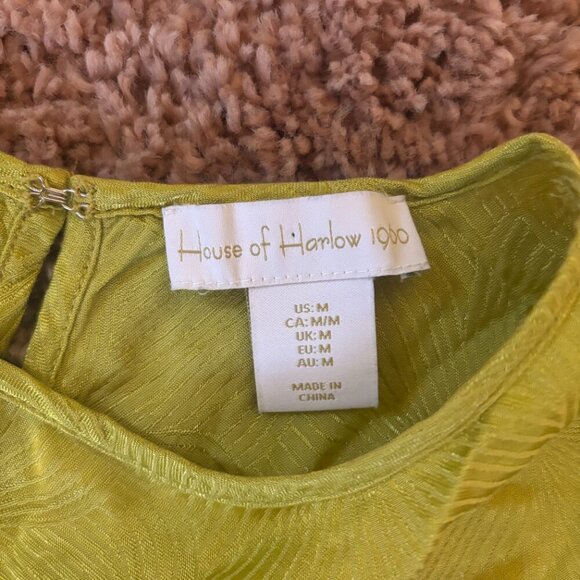 House of Harlow 1960
US: M
CA: M/M
UK: M
EU: M
AU: M
MADE IN
CHINA